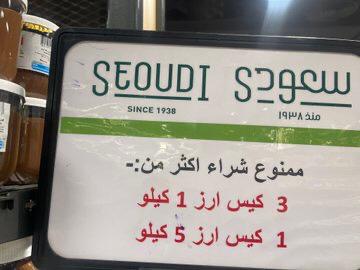 SEOUDI سعودي
SINCE 1938 منذ ١٩٣٨
ممنوع شراء اكثر من:-
3 كيس ارز 1 كيلو
1 كيس ارز 5 كيلو